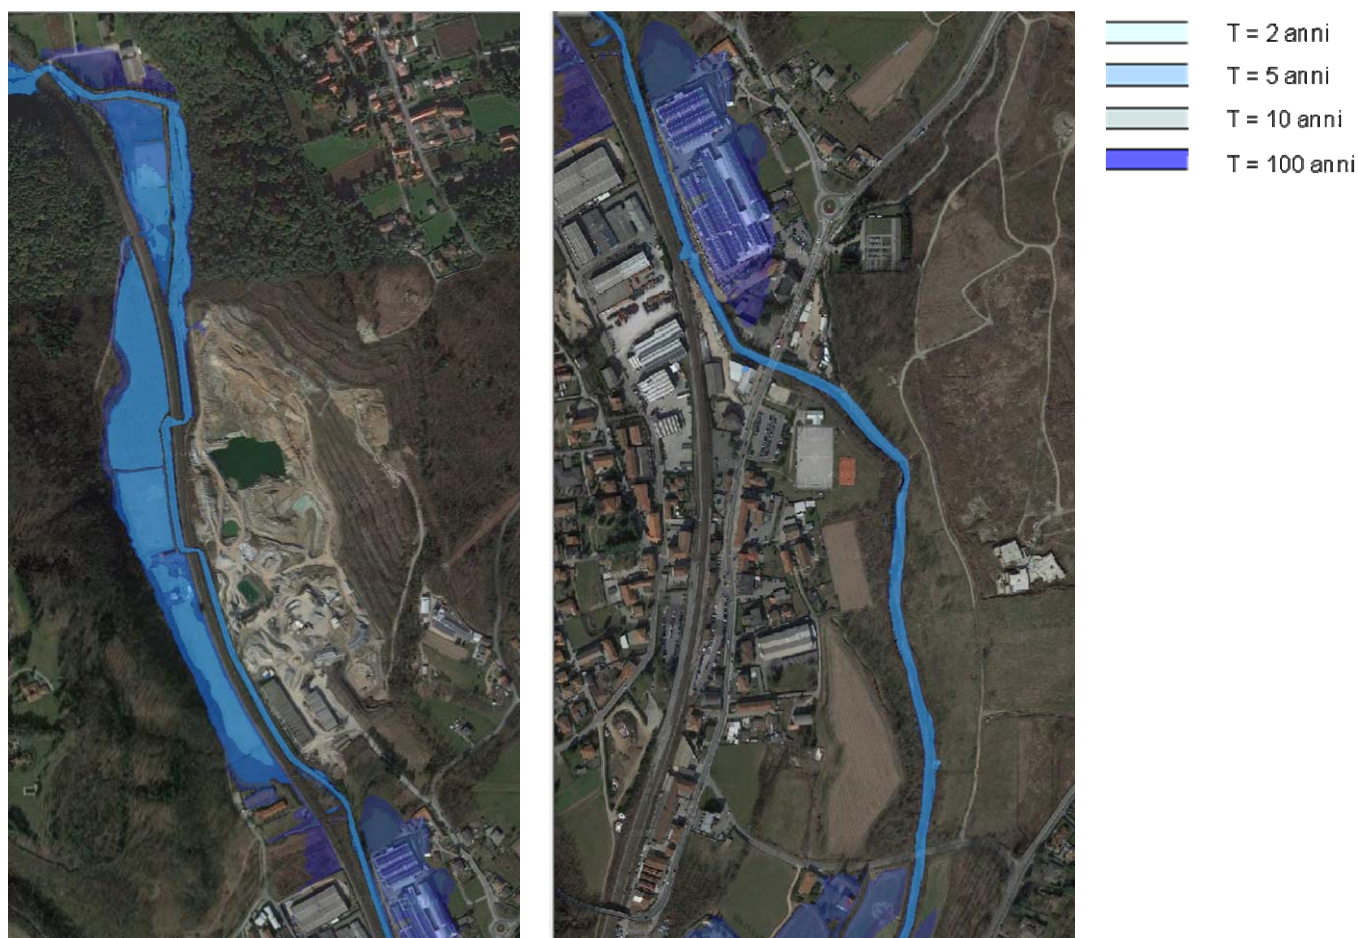 T = 2 anni
T = 5 anni
T = 10 anni
T = 100 anni